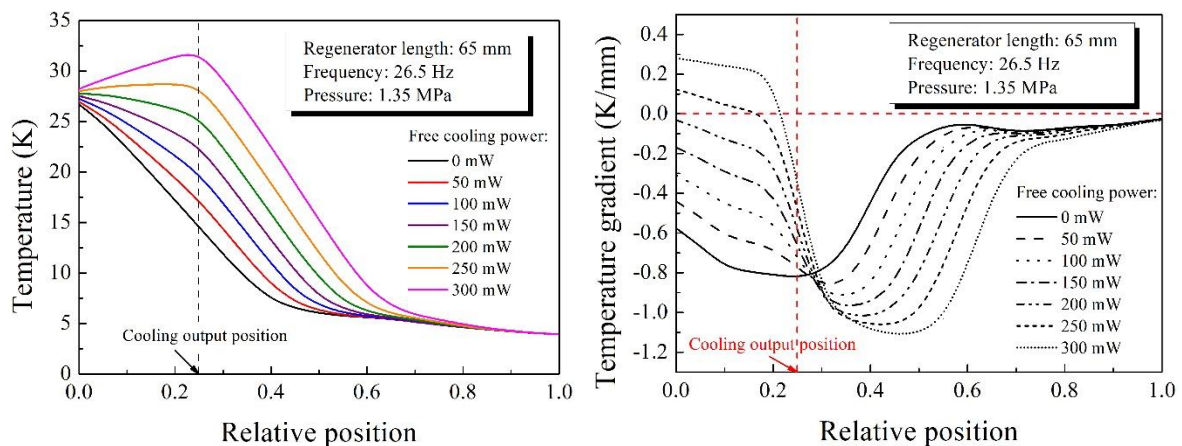 35
30
25
20
15
10
5
0
Temperature (K)
Regenerator length: 65 mm
Frequency: 26.5 Hz
Pressure: 1.35 MPa
Free cooling power:
0 mW
50 mW
100 mW
150 mW
200 mW
250 mW
300 mW
Cooling output position
0.0 0.2 0.4 0.6 0.8 1.0
Relative position
0.4
0.2
0.0
-0.2
-0.4
-0.6
-0.8
-1.0
-1.2
Temperature gradient (K/mm)
Regenerator length: 65 mm
Frequency: 26.5 Hz
Pressure: 1.35 MPa
Free cooling power:
0 mW
50 mW
100 mW
150 mW
200 mW
250 mW
300 mW
Cooling output position
0.0 0.2 0.4 0.6 0.8 1.0
Relative position